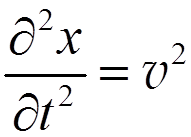 ∂²x/∂t² = v²